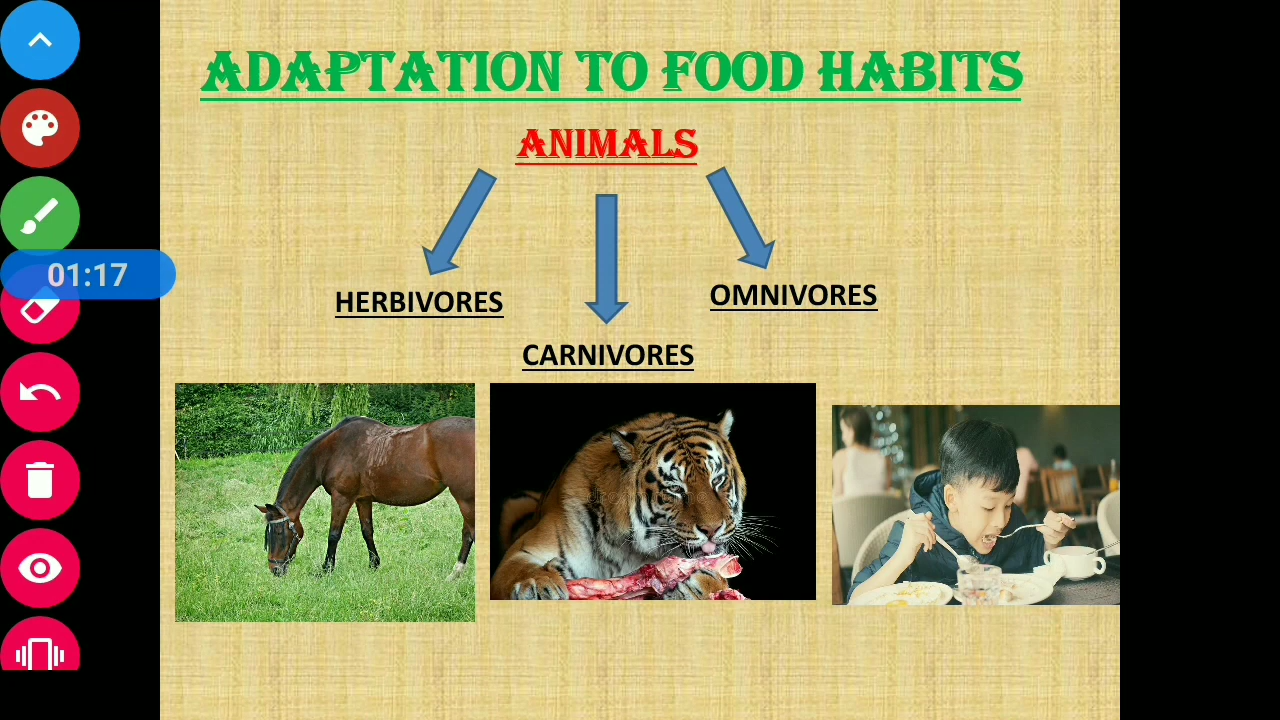 ADAPTATION TO FOOD HABITS
ANIMALS
HERBIVORES
OMNIVORES
CARNIVORES
01:17